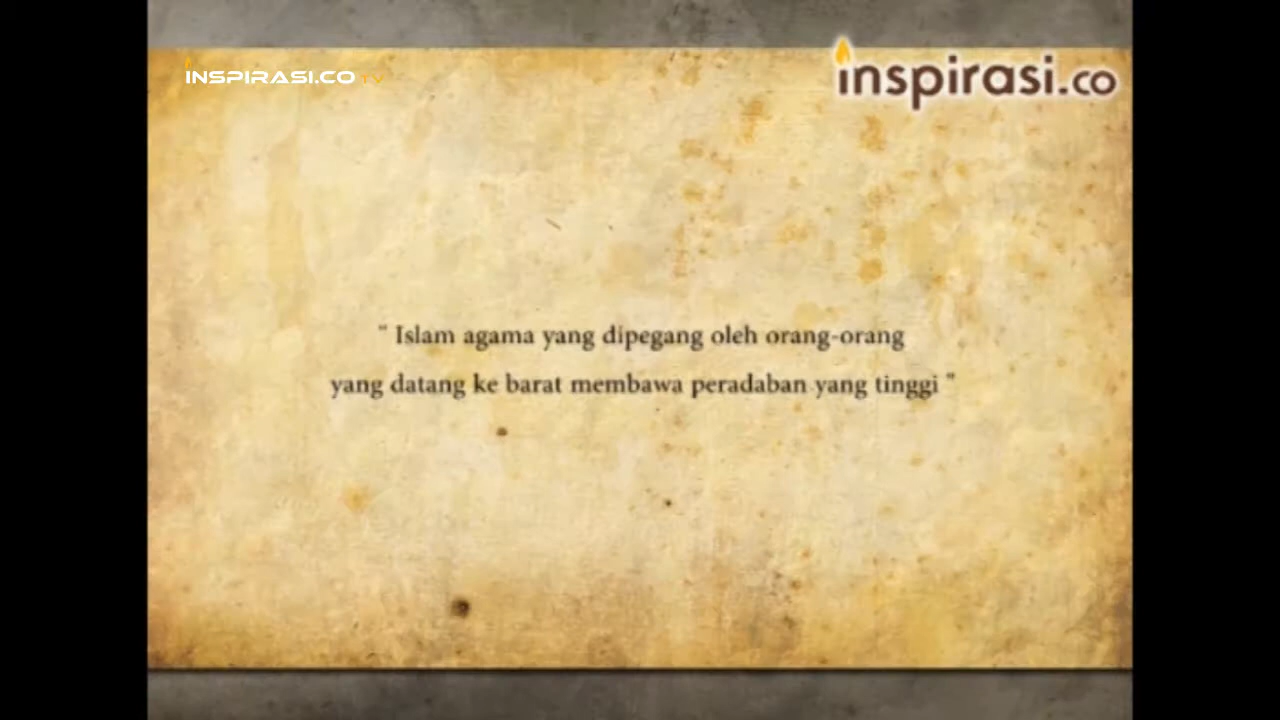 INSPIRASI.CO TV
inspirasi.co
" Islam agama yang dipegang oleh orang-orang
yang datang ke barat membawa peradaban yang tinggi "